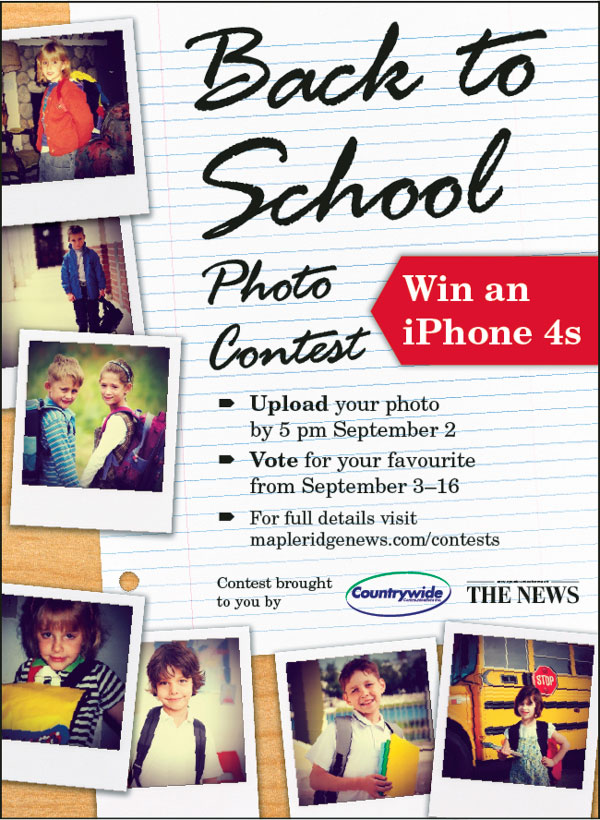 Back to
School
Photo
Contest
Win an
iPhone 4s
Upload your photo
by 5 pm September 2
Vote for your favourite
from September 3–16
For full details visit
mapleridgenews.com/contests
Contest brought
to you by
Countrywide
THE NEWS
STOP